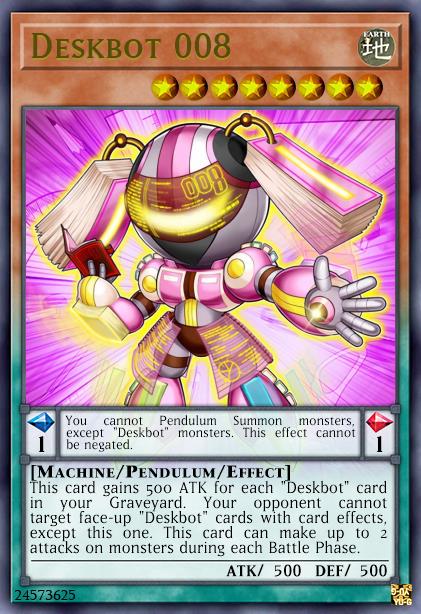 DESKBOT 008
EARTH
地
008
You cannot Pendulum Summon monsters,
except "Deskbot" monsters. This effect cannot
be negated.
1
1
[MACHINE/PENDULUM/EFFECT]
This card gains 500 ATK for each "Deskbot" card
in your Graveyard. Your opponent cannot
target face-up "Deskbot" cards with card effects,
except this one. This card can make up to 2
attacks on monsters during each Battle Phase.
ATK/ 500 DEF/ 500
24573625